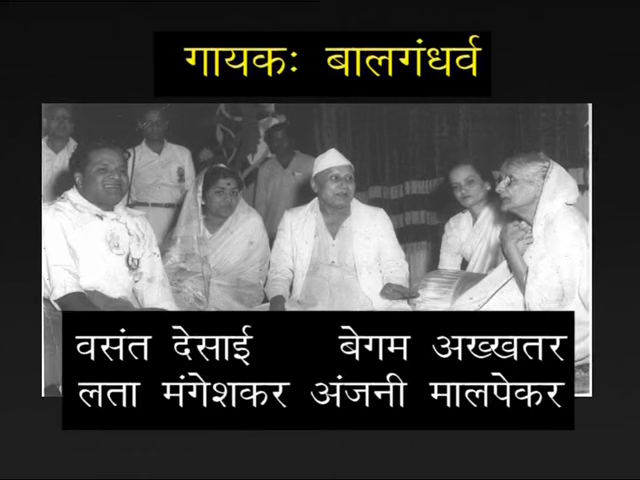 गायकः बालगंधर्व
वसंत देसाई बेगम अख्खतर
लता मंगेशकर अंजनी मालपेकर